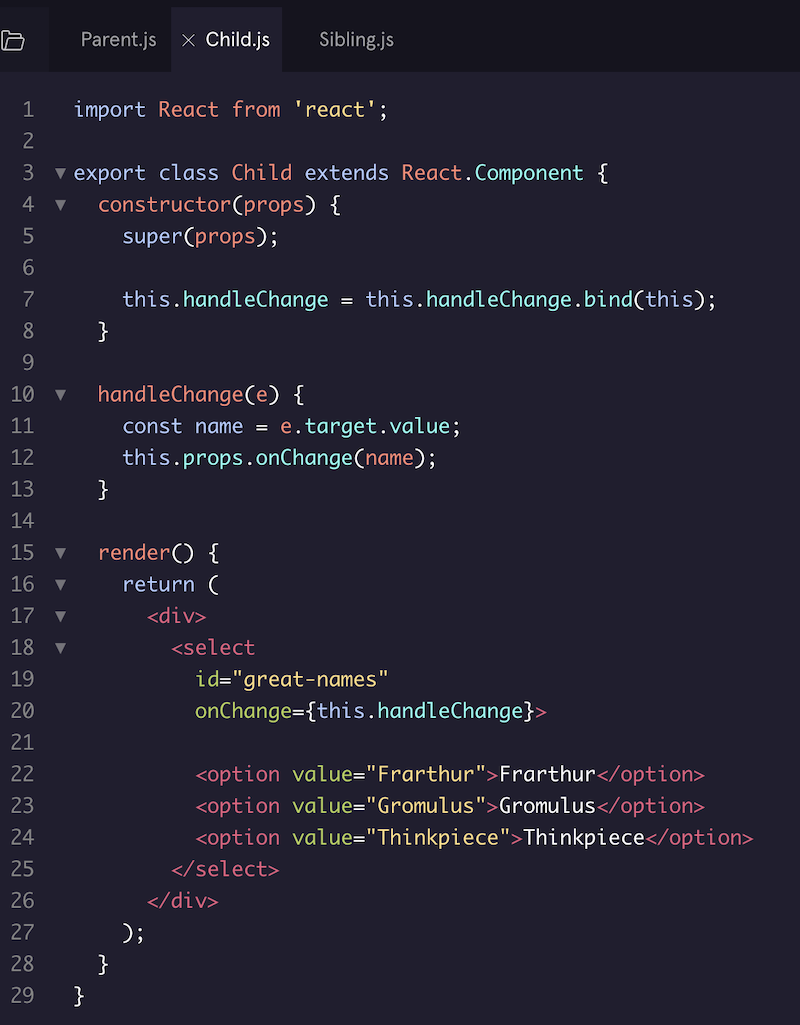 Parent.js × Child.js Sibling.js
1 import React from 'react';
2
3 ▼ export class Child extends React.Component {
4 ▼   constructor(props) {
5     super(props);
6
7     this.handleChange = this.handleChange.bind(this);
8   }
9
10 ▼   handleChange(e) {
11     const name = e.target.value;
12     this.props.onChange(name);
13   }
14
15 ▼   render() {
16 ▼     return (
17 ▼       <div>
18 ▼         <select
19           id="great-names"
20           onChange={this.handleChange}>
21
22           <option value="Frarthur">Frarthur</option>
23           <option value="Gromulus">Gromulus</option>
24           <option value="Thinkpiece">Thinkpiece</option>
25         </select>
26       </div>
27     );
28   }
29 }